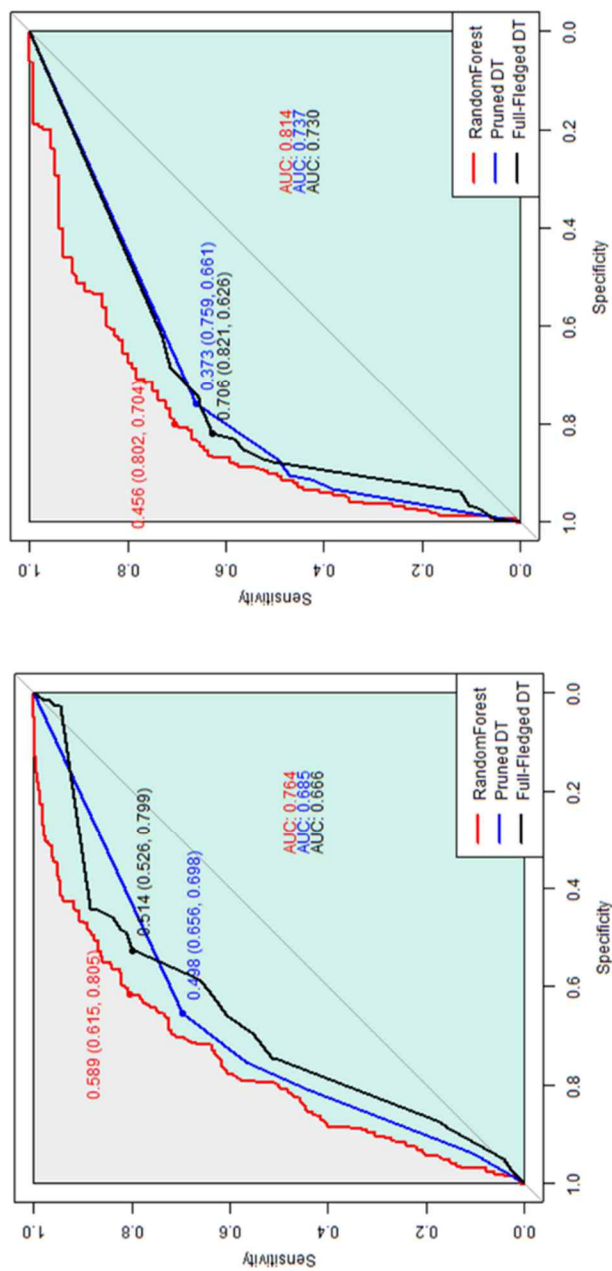 1.0
0.8
0.6
0.4
0.2
0.0
Sensitivity
0.589 (0.615, 0.805)
0.514 (0.526, 0.799)
0.498 (0.656, 0.698)
AUC: 0.764
AUC: 0.685
AUC: 0.666
RandomForest
Pruned DT
Full-Fledged DT
1.0
0.8
0.6
0.4
0.2
0.0
Specificity
1.0
0.8
0.6
0.4
0.2
0.0
Sensitivity
0.456 (0.802, 0.704)
0.373 (0.759, 0.661)
0.706 (0.821, 0.626)
AUC: 0.814
AUC: 0.737
AUC: 0.730
RandomForest
Pruned DT
Full-Fledged DT
1.0
0.8
0.6
0.4
0.2
0.0
Specificity